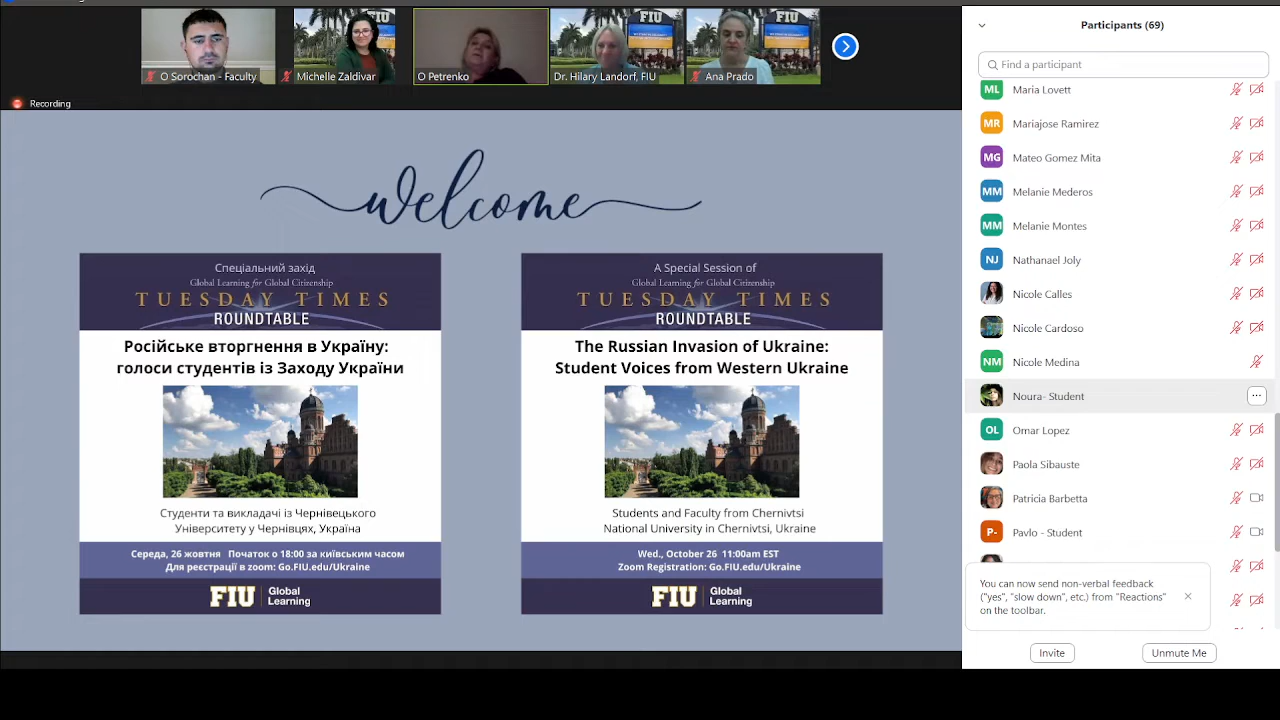 FIU
FIU
FIU
O Sorochan - Faculty
Michelle Zaldivar
O Petrenko
Dr. Hilary Landorf, FIU
Ana Prado
Recording
welcome
Спеціальний захід
Global Learning for Global Citizenship
TUESDAY TIMES
ROUNDTABLE
Російське вторгнення в Україну:
голоси студентів із Заходу України
Студенти та викладачі із Чернівецького
Університету у Чернівцях, Україна
Середа, 26 жовтня Початок о 18:00 за київським часом
Для реєстрації в zoom: Go.FIU.edu/Ukraine
FIU Global
Learning
A Special Session of
Global Learning for Global Citizenship
TUESDAY TIMES
ROUNDTABLE
The Russian Invasion of Ukraine:
Student Voices from Western Ukraine
Students and Faculty from Chernivtsi
National University in Chernivtsi, Ukraine
Wed., October 26 11:00am EST
Zoom Registration: Go.FIU.edu/Ukraine
FIU Global
Learning
Participants (69)
Find a participant
ML Maria Lovett
MR Mariajose Ramirez
MG Mateo Gomez Mita
MM Melanie Mederos
MM Melanie Montes
NJ Nathanael Joly
Nicole Calles
Nicole Cardoso
NM Nicole Medina
Noura- Student
OL Omar Lopez
Paola Sibauste
Patricia Barbetta
P- Pavlo - Student
You can now send non-verbal feedback
("yes", "slow down", etc.) from "Reactions"
on the toolbar.
Invite
Unmute Me